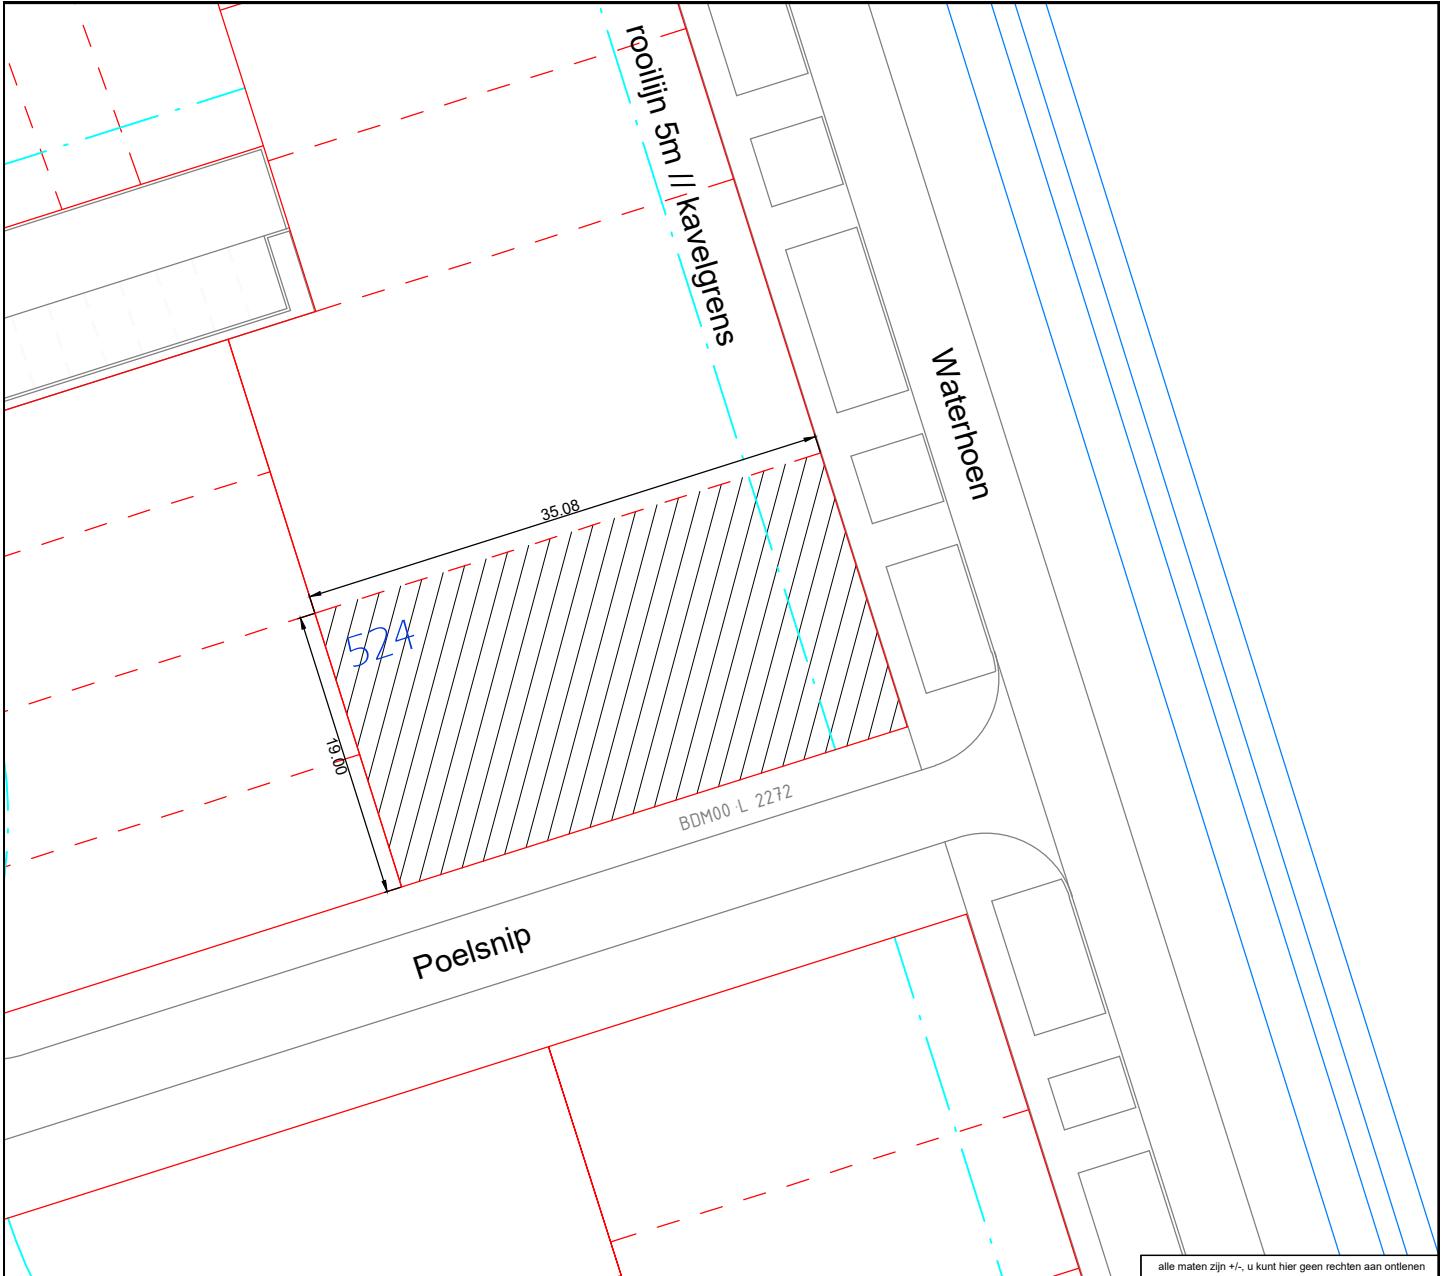 rooilijn 5m // kavelgrens
Waterhoen
35.08
524
19.00
BDM00 L 2272
Poelsnip
alle maten zijn +/-, u kunt hier geen rechten aan ontlenen